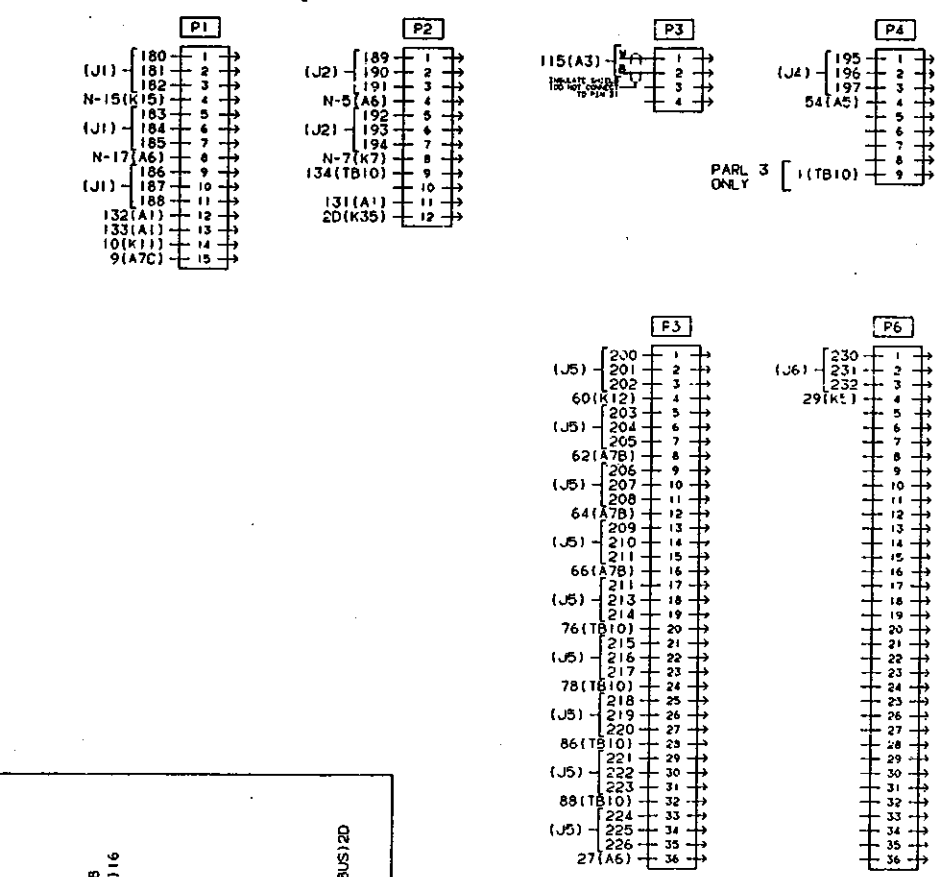 P1
180 1
(J1) 181 2
182 3
N-15(K15) 4
183 5
(J1) 184 6
185 7
N-17(A6) 8
186 9
(J1) 187 10
188 11
132(A1) 12
133(A1) 13
10(K11) 14
9(A7C) 15
P2
189 1
(J2) 190 2
191 3
N-5(A6) 4
192 5
(J2) 193 6
194 7
N-7(K7) 8
134(TB10) 9
10
131(A1) 11
2D(K35) 12
P3
115(A3) W 1
B 2
INSULATE SHIELD 3
(DO NOT CONNECT 4
TO PIN 3)
P4
195 1
(J4) 196 2
197 3
54(A5) 4
5
6
7
8
PARL 3 1(TB10) 9
ONLY
P3
200 1
(J5) 201 2
202 3
60(K12) 4
203 5
(J5) 204 6
205 7
62(A7B) 8
206 9
(J5) 207 10
208 11
64(A7B) 12
209 13
(J5) 210 14
211 15
66(A7B) 16
211 17
(J5) 213 18
214 19
76(TB10) 20
215 21
(J5) 216 22
217 23
78(TB10) 24
218 25
(J5) 219 26
220 27
86(TB10) 28
221 29
(J5) 222 30
223 31
88(TB10) 32
224 33
(J5) 225 34
226 35
27(A6) 36
P6
230 1
(J6) 231 2
232 3
29(K5) 4
5
6
7
8
9
10
11
12
13
14
15
16
17
18
19
20
21
22
23
24
25
26
27
28
29
30
31
32
33
34
35
36
)16
BUS)2D